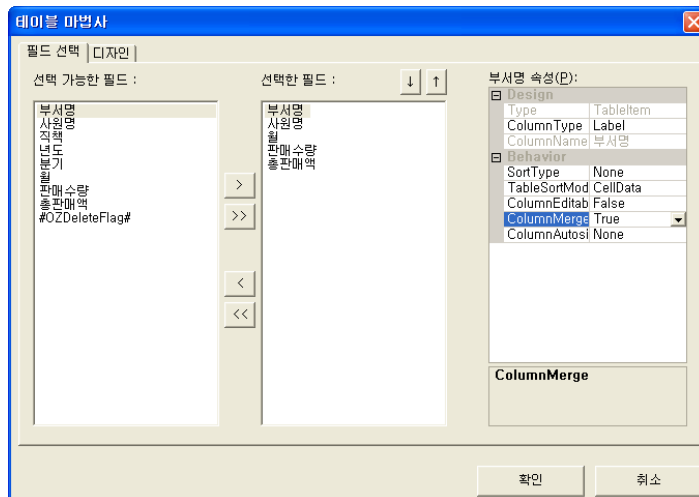 테이블 마법사
필드 선택 디자인
선택 가능한 필드 :
부서명
사원명
직책
년도
분기
월
판매수량
총판매액
#OZDeleteFlag#
>
>>
<
<<
선택한 필드 : ↓ ↑
부서명
사원명
월
판매수량
총판매액
부서명 속성(P):
Design
Type TableItem
ColumnType Label
ColumnName 부서명
Behavior
SortType None
TableSortMod CellData
ColumnEditab False
ColumnMerge True
ColumnAutosi None
ColumnMerge
확인 취소